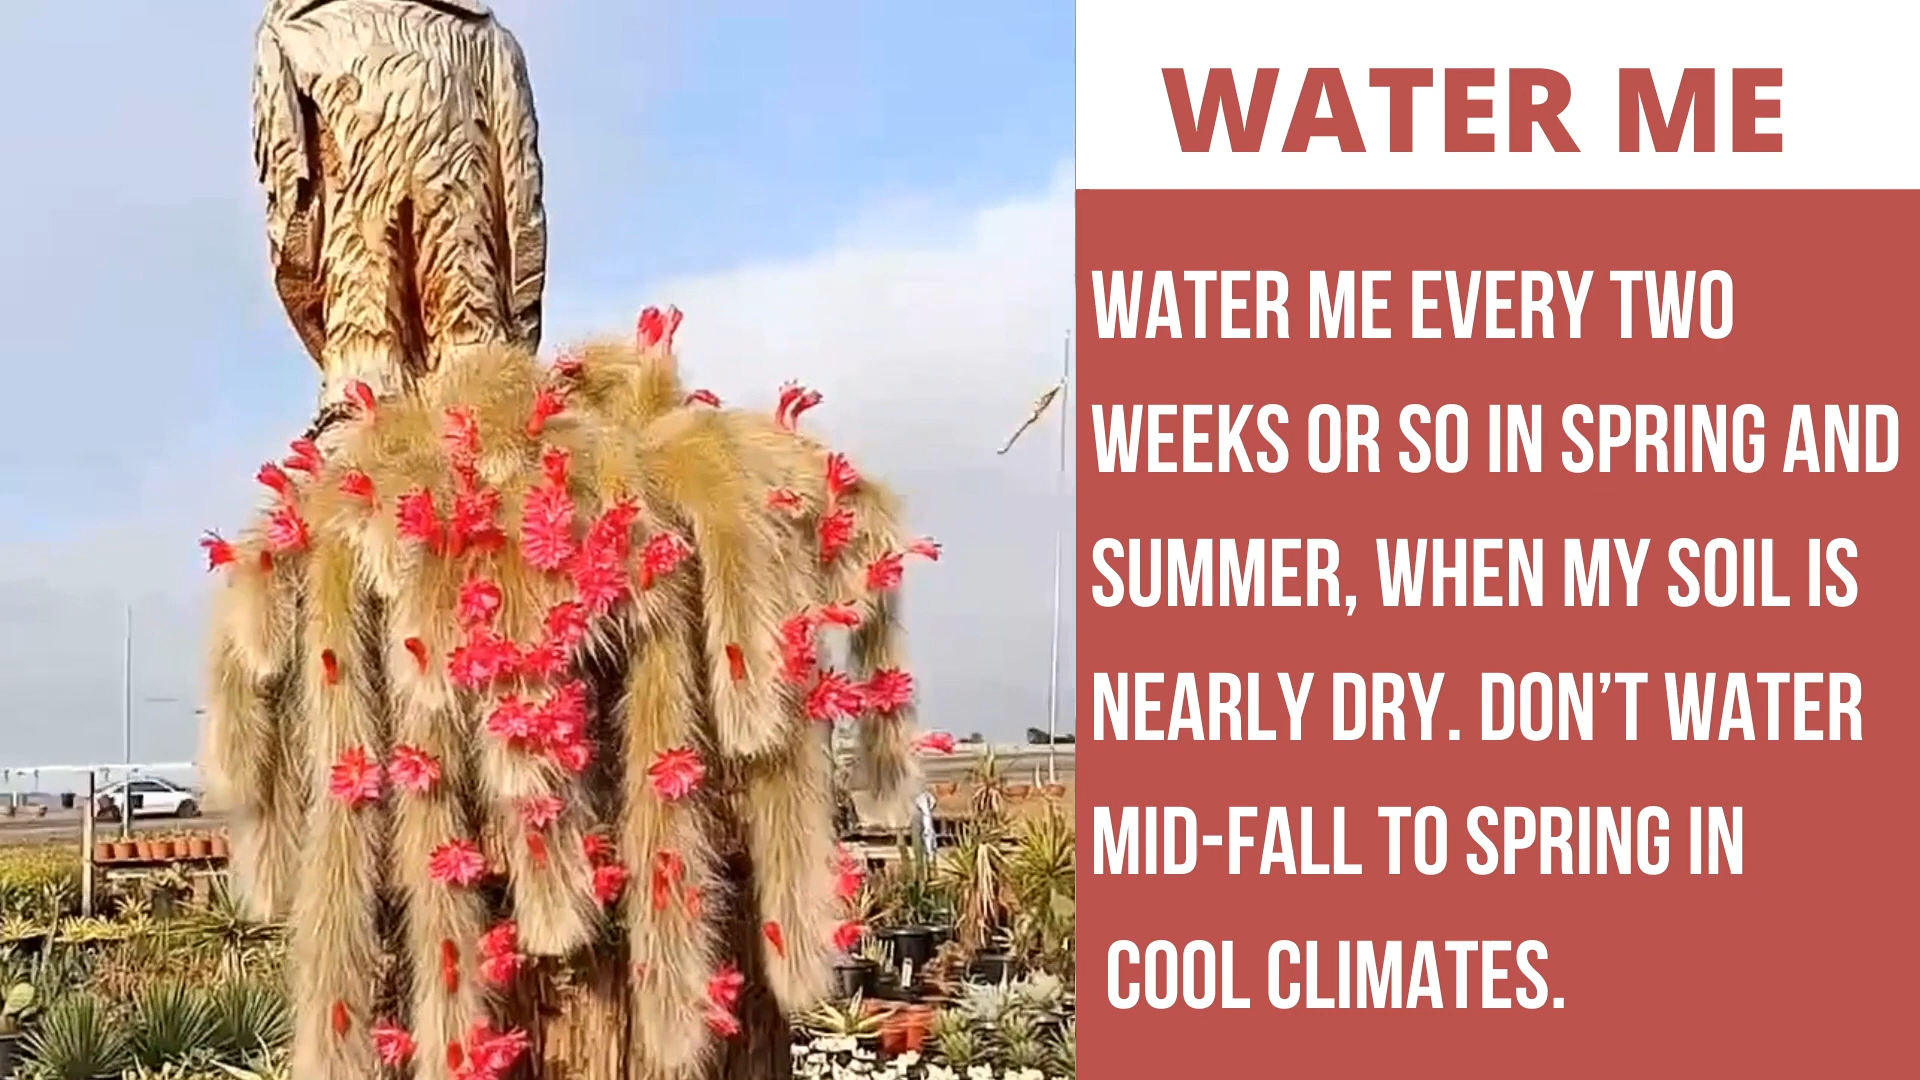 WATER ME
WATER ME EVERY TWO
WEEKS OR SO IN SPRING AND
SUMMER, WHEN MY SOIL IS
NEARLY DRY. DON’T WATER
MID-FALL TO SPRING IN
COOL CLIMATES.